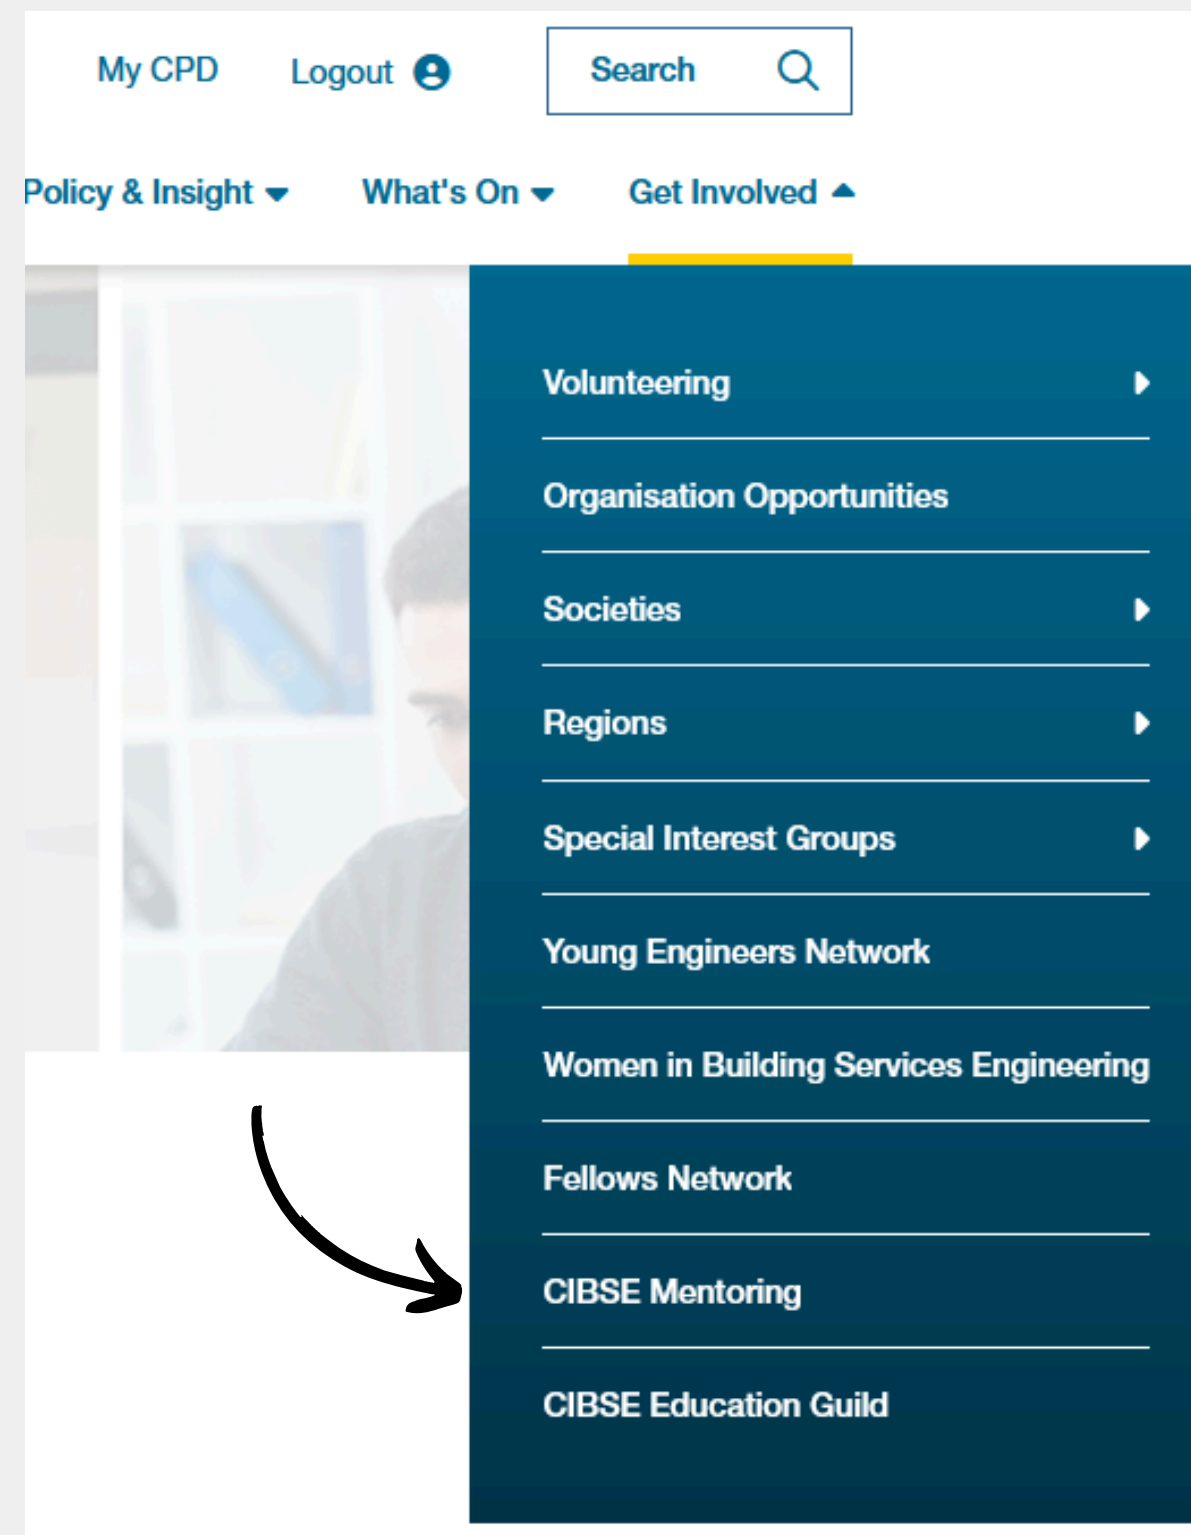 My CPD
Logout
Search
Policy & Insight
What's On
Get Involved
Volunteering
Organisation Opportunities
Societies
Regions
Special Interest Groups
Young Engineers Network
Women in Building Services Engineering
Fellows Network
CIBSE Mentoring
CIBSE Education Guild